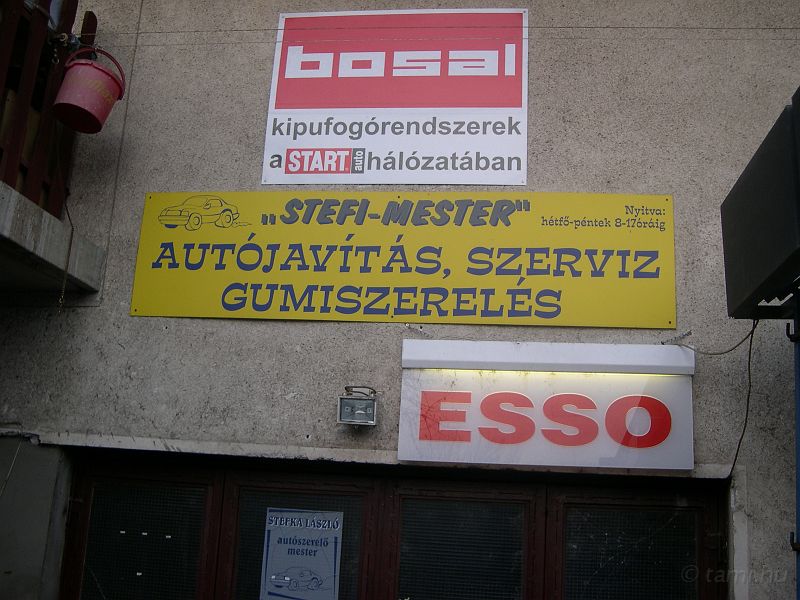 bosal
kipufogórendszerek
a START auto hálózatában
„STEFI-MESTER”
Nyitva:
hétfő-péntek 8-17óráig
AUTÓJAVÍTÁS, SZERVIZ
GUMISZERELÉS
ESSO
STEFKA LÁSZLÓ
autószerelő
mester
© tami.hu